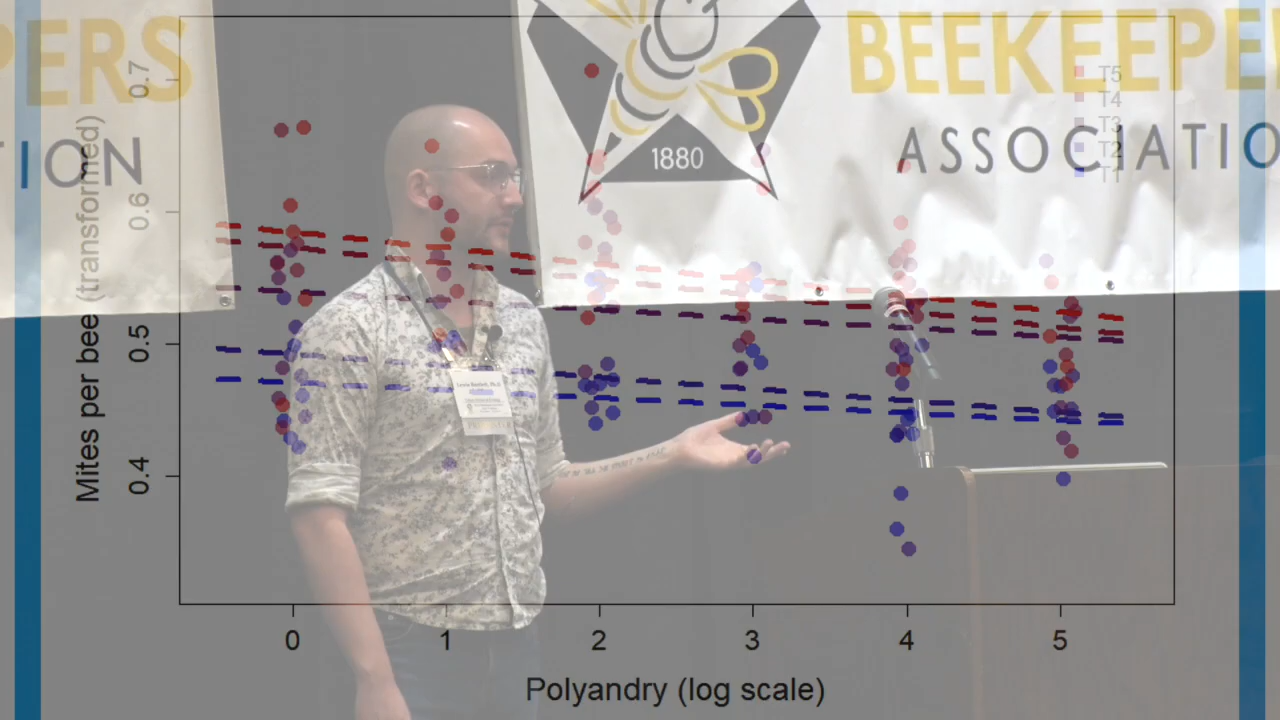 PERS
TION
BEEKEEPE
ASSOCIATIO
1880
T5
T4
T3
T2
T1
0.7
0.6
0.5
0.4
Mites per bee (transformed)
0 1 2 3 4 5
Polyandry (log scale)